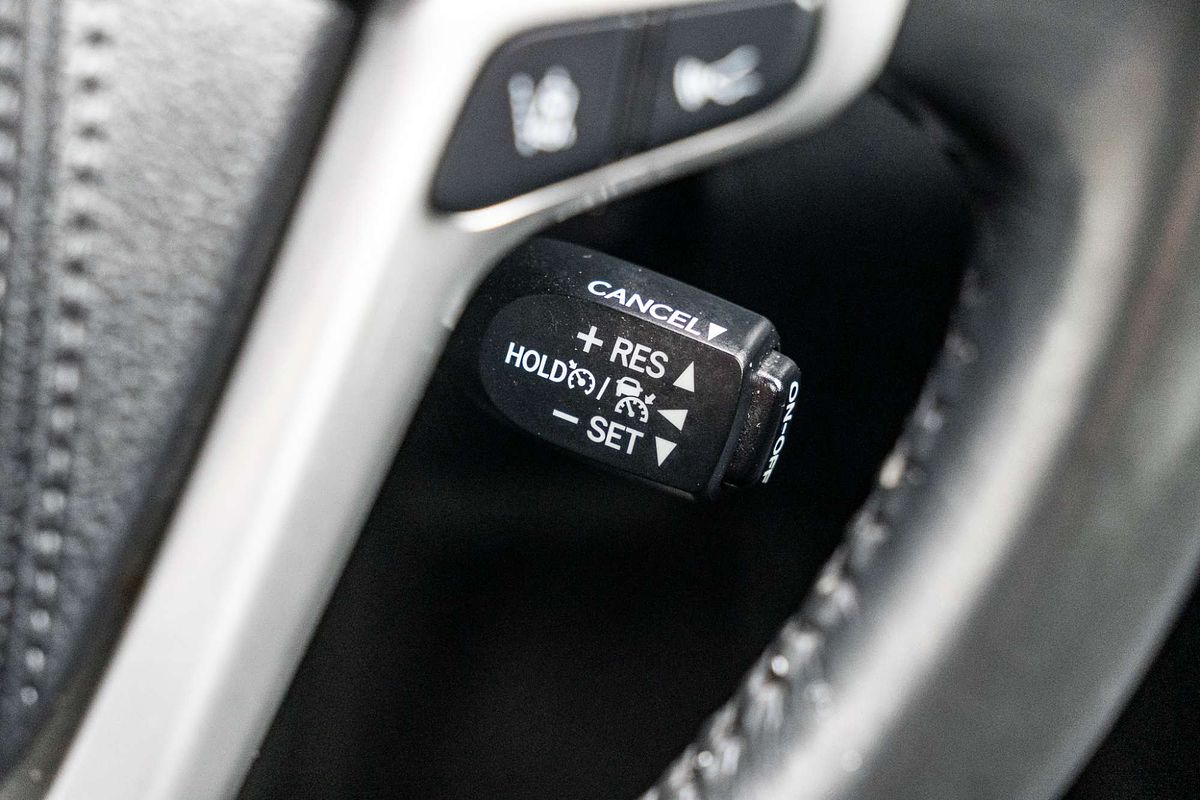 CANCEL▼
+ RES ▲
HOLD / ◀
− SET ▼
ON-OFF